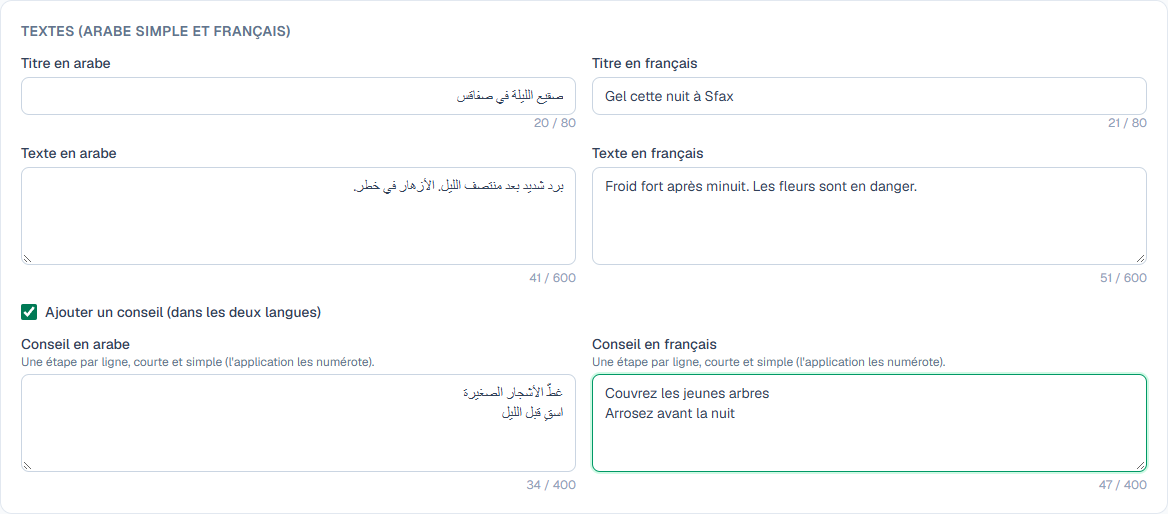 TEXTES (ARABE SIMPLE ET FRANÇAIS)
Titre en arabe
صقيع الليلة في صفاقس
20 / 80
Titre en français
Gel cette nuit à Sfax
21 / 80
Texte en arabe
برد شديد بعد منتصف الليل. الأزهار في خطر.
41 / 600
Texte en français
Froid fort après minuit. Les fleurs sont en danger.
51 / 600
Ajouter un conseil (dans les deux langues)
Conseil en arabe
Une étape par ligne, courte et simple (l'application les numérote).
غطِّ الأشجار الصغيرة
اسقِ قبل الليل
34 / 400
Conseil en français
Une étape par ligne, courte et simple (l'application les numérote).
Couvrez les jeunes arbres
Arrosez avant la nuit
47 / 400